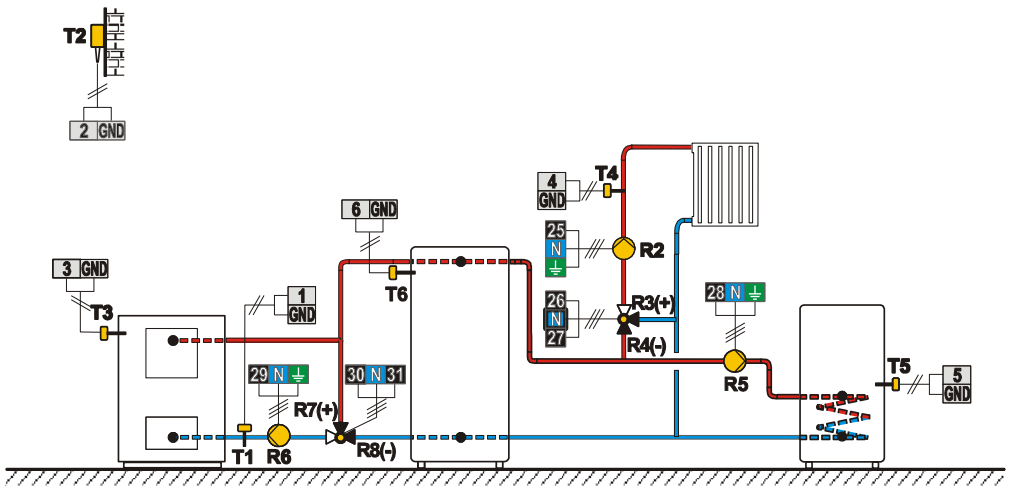 T2
2 GND
4
GND
T4
6 GND
25
N
R2
3 GND
T6
1
GND
26
N
27
R3(+)
R4(-)
28 N
T3
R5
T5
5
GND
29 N
30 N 31
R7(+)
T1
R6
R8(-)